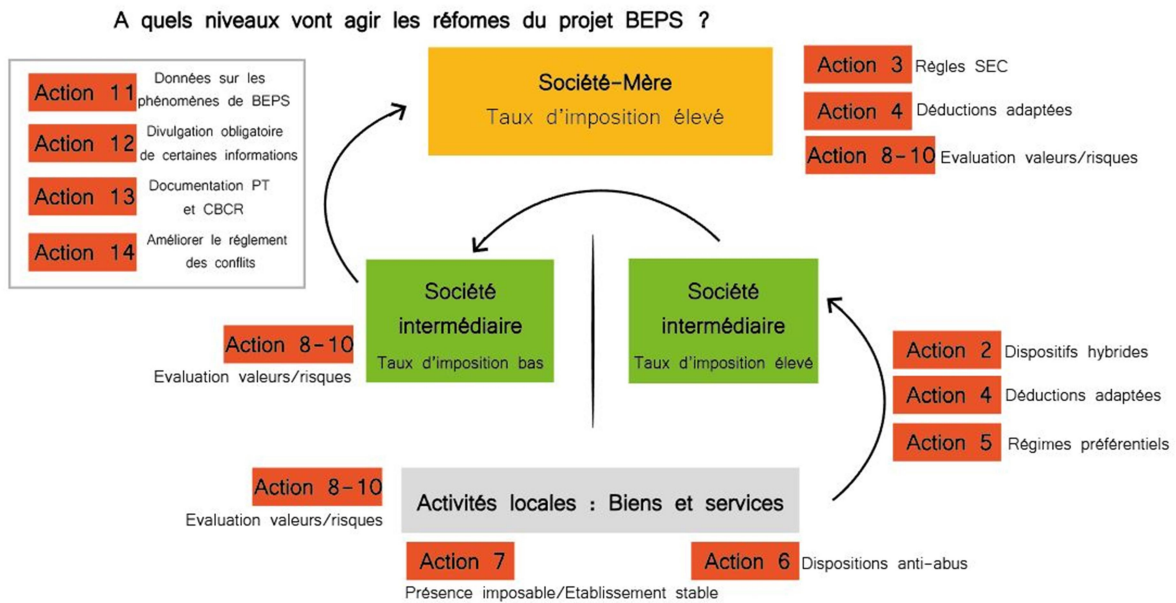 A quels niveaux vont agir les réfomes du projet BEPS ?
Action 11
Données sur les
phénomènes de BEPS
Action 12
Divulgation obligatoire
de certaines informations
Action 13
Documentation PT
et CBCR
Action 14
Améliorer le réglement
des conflits
Société-Mère
Taux d'imposition élevé
Action 3
Règles SEC
Action 4
Déductions adaptées
Action 8-10
Evaluation valeurs/risques
Société
intermédiaire
Taux d'imposition bas
Société
intermédiaire
Taux d'imposition élevé
Action 8-10
Evaluation valeurs/risques
Action 2
Dispositifs hybrides
Action 4
Déductions adaptées
Action 5
Régimes préférentiels
Action 8-10
Evaluation valeurs/risques
Activités locales : Biens et services
Action 7
Présence imposable/Etablissement stable
Action 6
Dispositions anti-abus